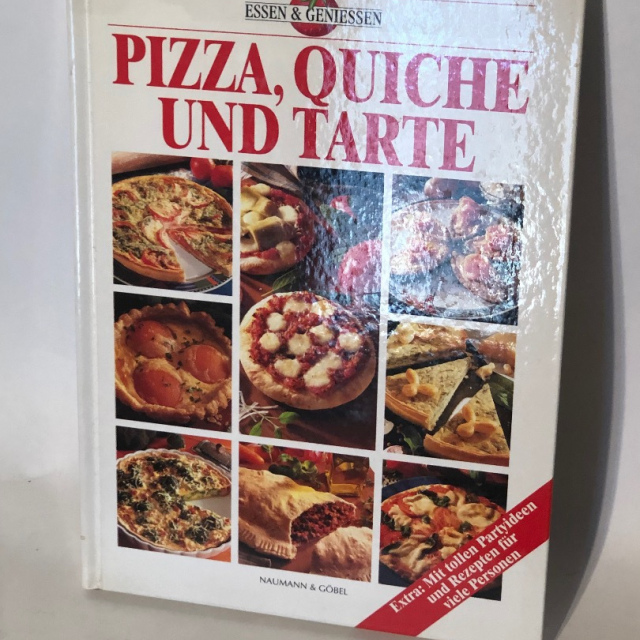 ESSEN & GENIESSEN
PIZZA, QUICHE
UND TARTE
Extra: Mit tollen Partyideen
und Rezepten für
viele Personen
NAUMANN & GÖBEL